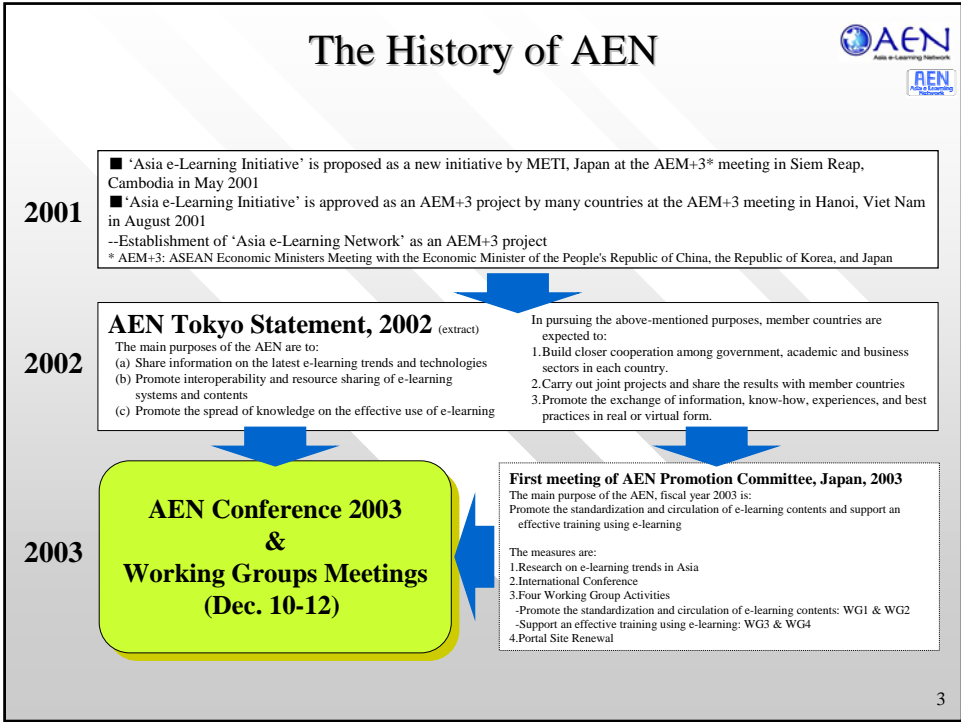 The History of AEN
AEN
Asia e-Learning Network
AEN
Asia e-Learning
Network
2001
■ ‘Asia e-Learning Initiative’ is proposed as a new initiative by METI, Japan at the AEM+3* meeting in Siem Reap,
Cambodia in May 2001
■‘Asia e-Learning Initiative’ is approved as an AEM+3 project by many countries at the AEM+3 meeting in Hanoi, Viet Nam
in August 2001
--Establishment of ‘Asia e-Learning Network’ as an AEM+3 project
* AEM+3: ASEAN Economic Ministers Meeting with the Economic Minister of the People's Republic of China, the Republic of Korea, and Japan
2002
AEN Tokyo Statement, 2002 (extract)
The main purposes of the AEN are to:
(a) Share information on the latest e-learning trends and technologies
(b) Promote interoperability and resource sharing of e-learning
systems and contents
(c) Promote the spread of knowledge on the effective use of e-learning
In pursuing the above-mentioned purposes, member countries are
expected to:
1.Build closer cooperation among government, academic and business
sectors in each country.
2.Carry out joint projects and share the results with member countries
3.Promote the exchange of information, know-how, experiences, and best
practices in real or virtual form.
2003
AEN Conference 2003
&
Working Groups Meetings
(Dec. 10-12)
First meeting of AEN Promotion Committee, Japan, 2003
The main purpose of the AEN, fiscal year 2003 is:
Promote the standardization and circulation of e-learning contents and support an
effective training using e-learning
The measures are:
1.Research on e-learning trends in Asia
2.International Conference
3.Four Working Group Activities
-Promote the standardization and circulation of e-learning contents: WG1 & WG2
-Support an effective training using e-learning: WG3 & WG4
4.Portal Site Renewal
3